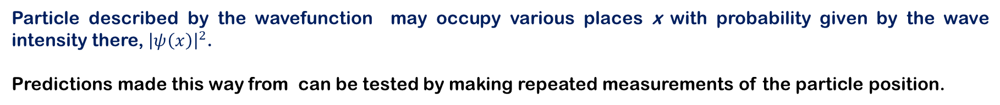 Particle described by the wavefunction may occupy various places x with probability given by the wave
intensity there, |ψ(x)|².
Predictions made this way from can be tested by making repeated measurements of the particle position.